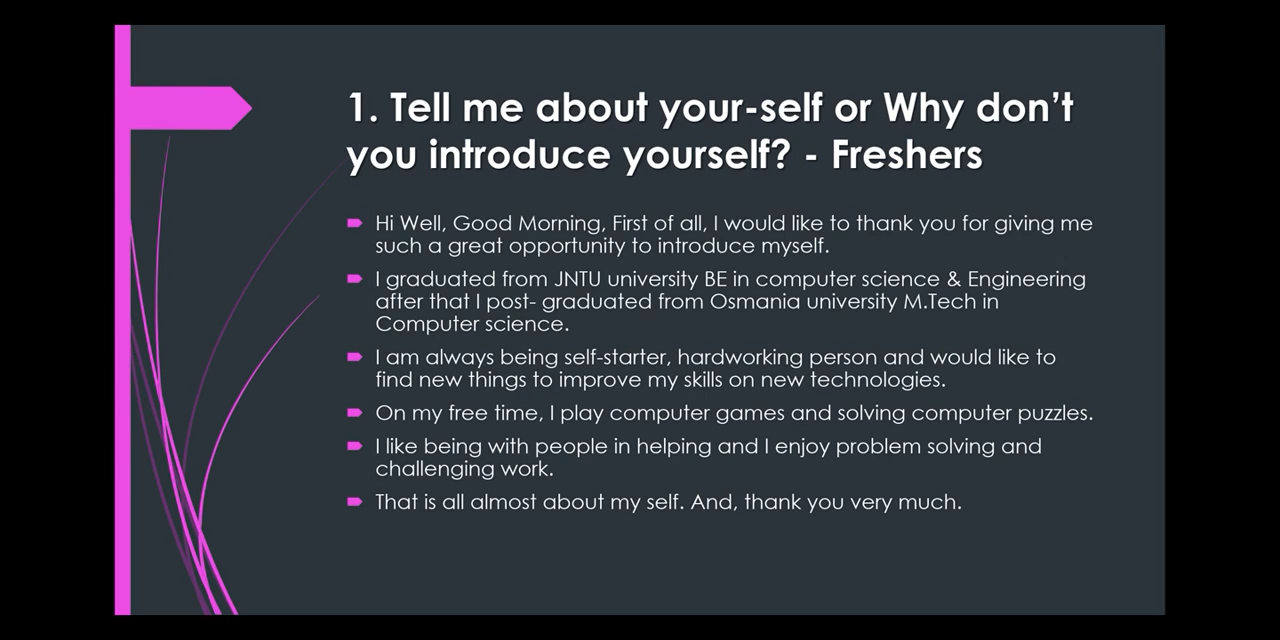 1. Tell me about your-self or Why don't
you introduce yourself? - Freshers
Hi Well, Good Morning, First of all, I would like to thank you for giving me
such a great opportunity to introduce myself.
I graduated from JNTU university BE in computer science & Engineering
after that I post- graduated from Osmania university M.Tech in
Computer science.
I am always being self-starter, hardworking person and would like to
find new things to improve my skills on new technologies.
On my free time, I play computer games and solving computer puzzles.
I like being with people in helping and I enjoy problem solving and
challenging work.
That is all almost about my self. And, thank you very much.